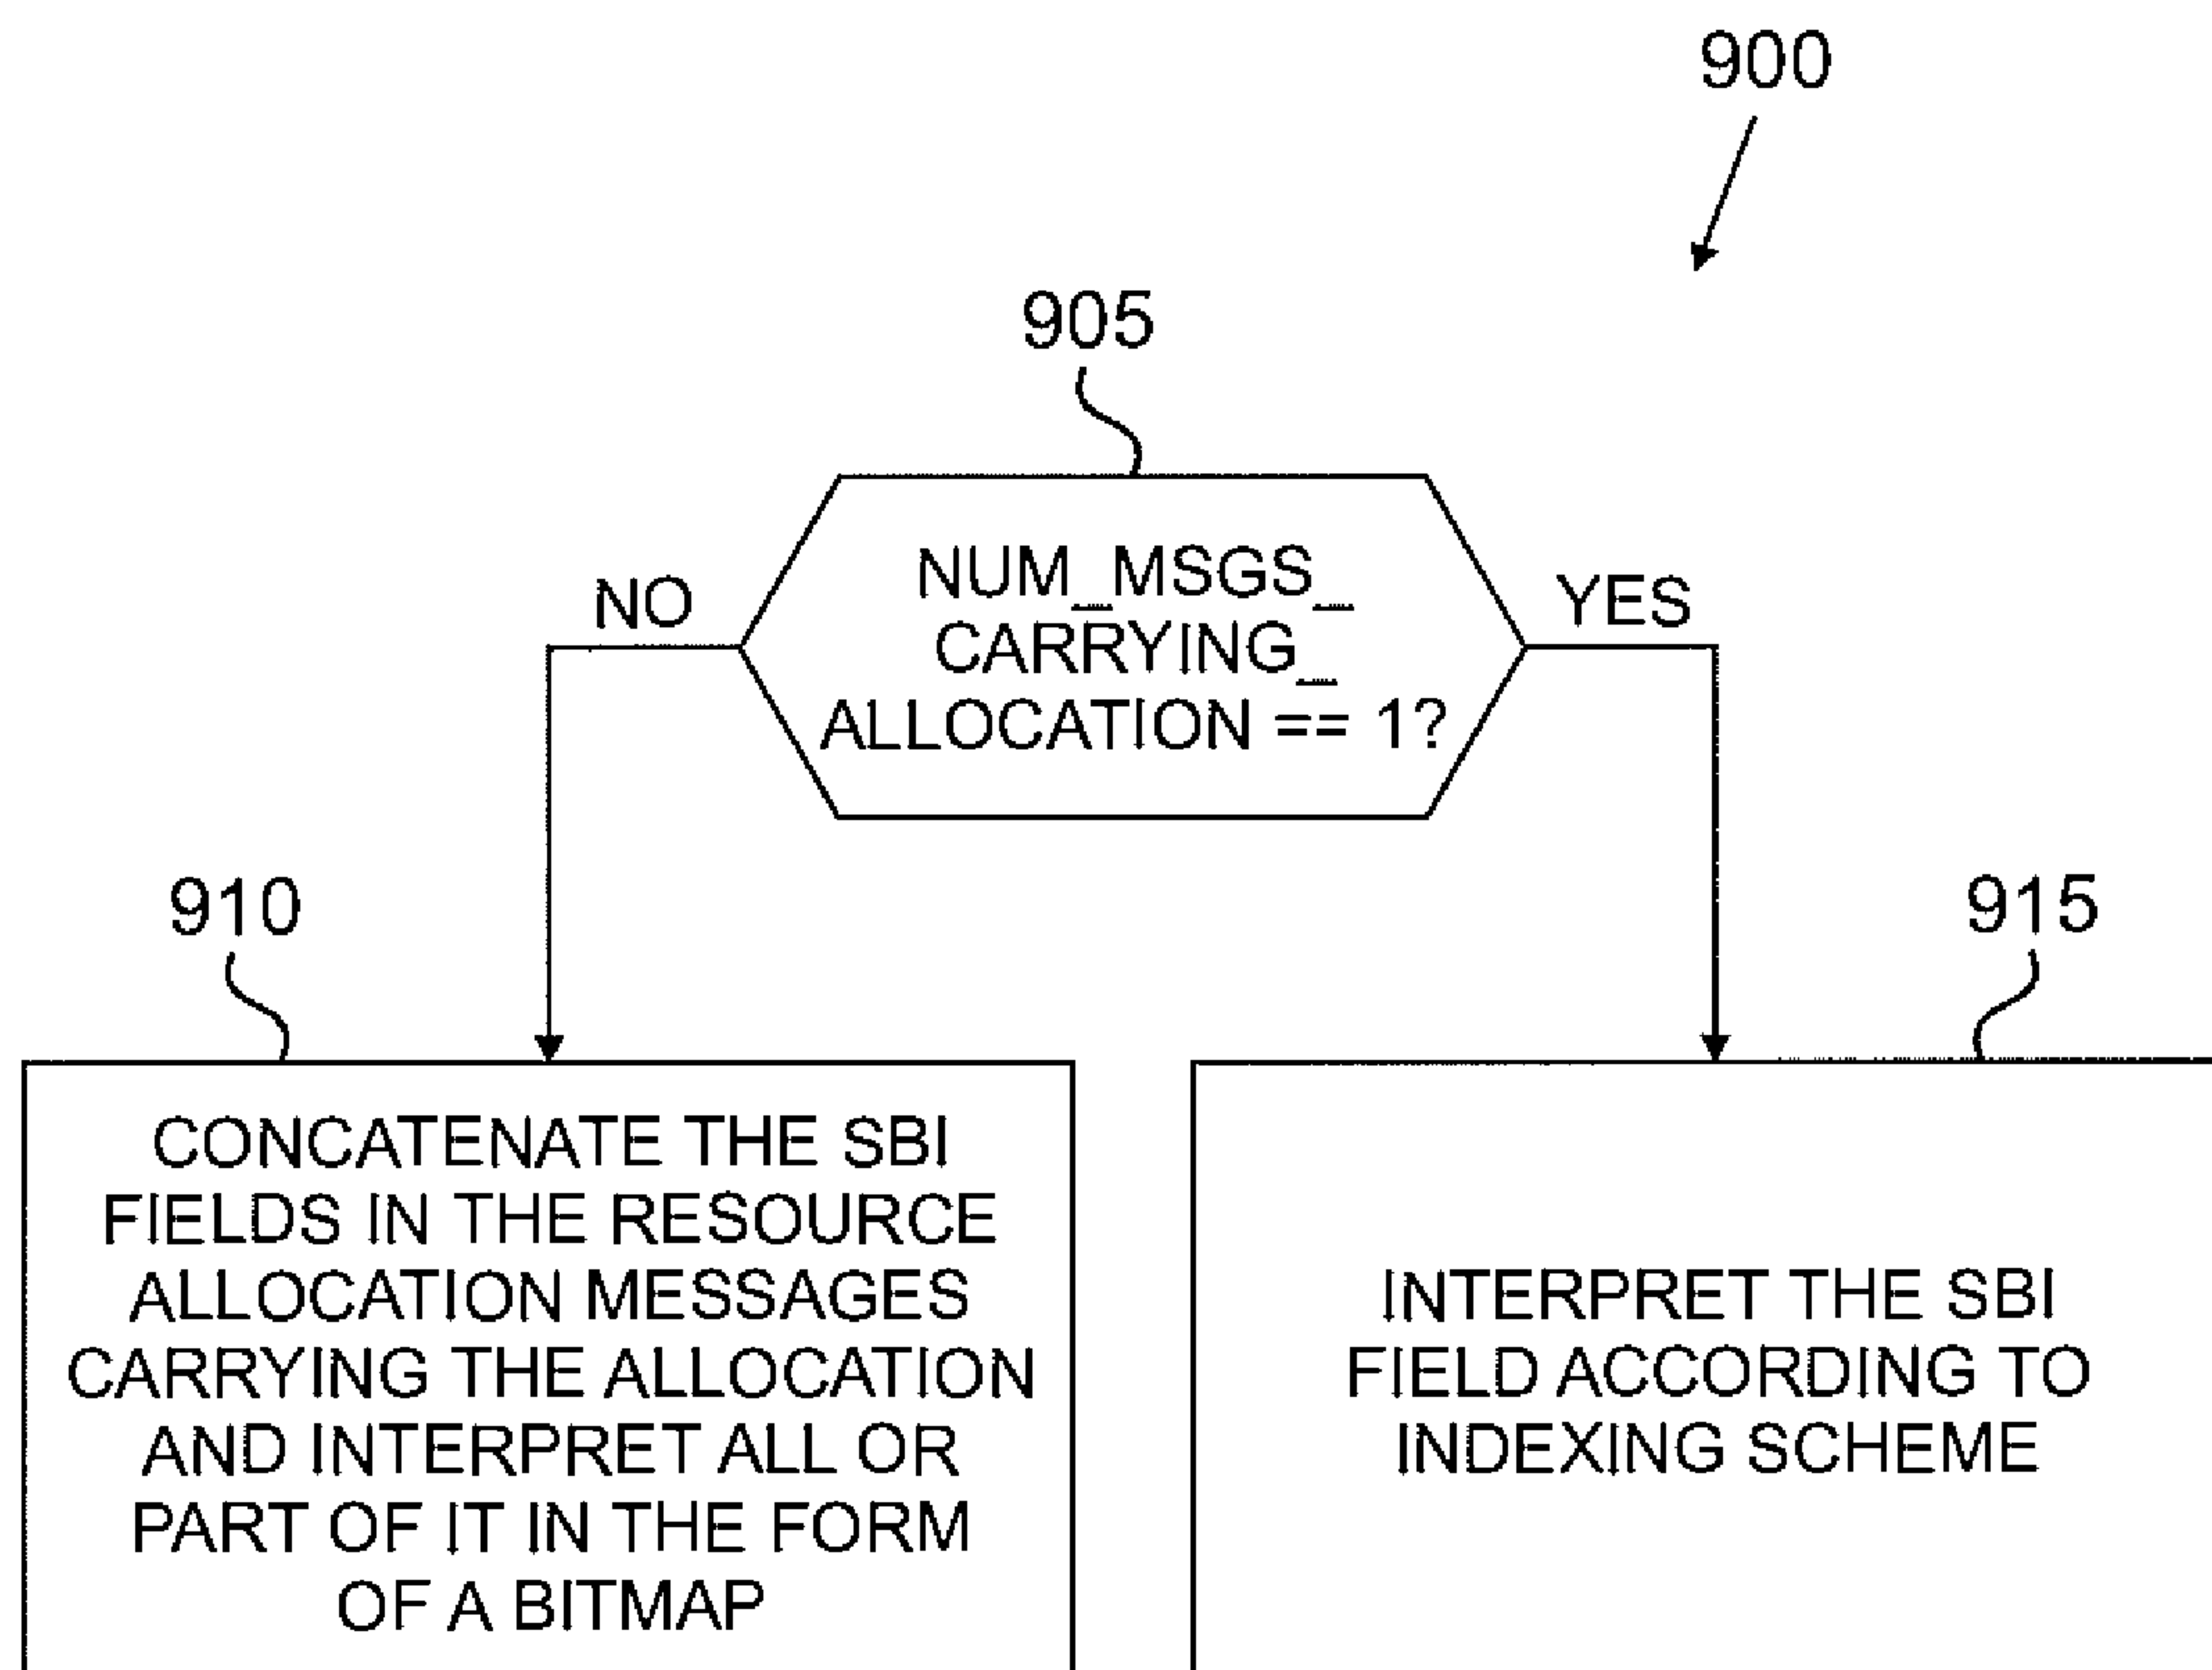 900
905
NO
NUM_MSGS_
CARRYING_
ALLOCATION == 1?
YES
910
915
CONCATENATE THE SBI
FIELDS IN THE RESOURCE
ALLOCATION MESSAGES
CARRYING THE ALLOCATION
AND INTERPRET ALL OR
PART OF IT IN THE FORM
OF A BITMAP
INTERPRET THE SBI
FIELD ACCORDING TO
INDEXING SCHEME